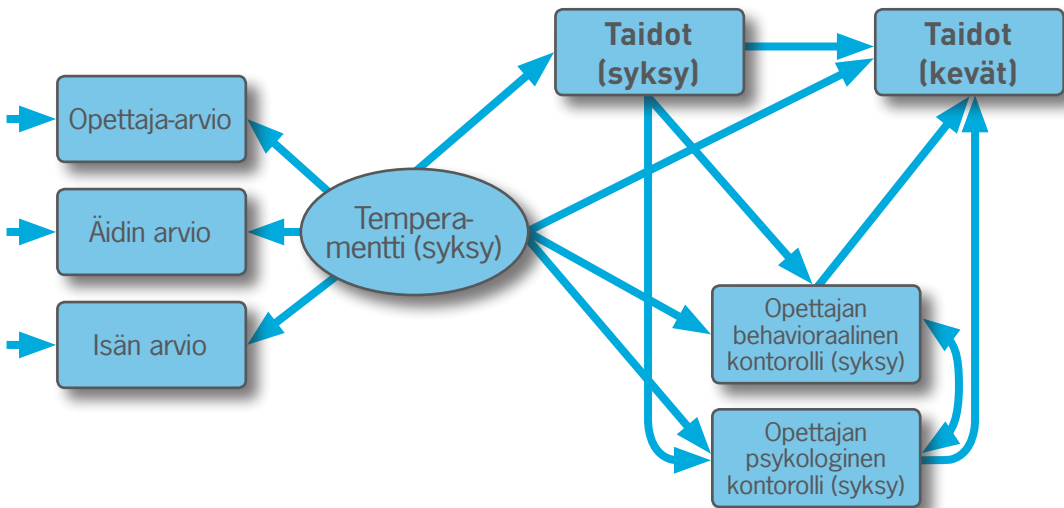 Taidot
(syksy)
Taidot
(kevät)
Opettaja-arvio
Äidin arvio
Isän arvio
Tempera-
mentti (syksy)
Opettajan
behavioraalinen
kontorolli (syksy)
Opettajan
psykologinen
kontorolli (syksy)